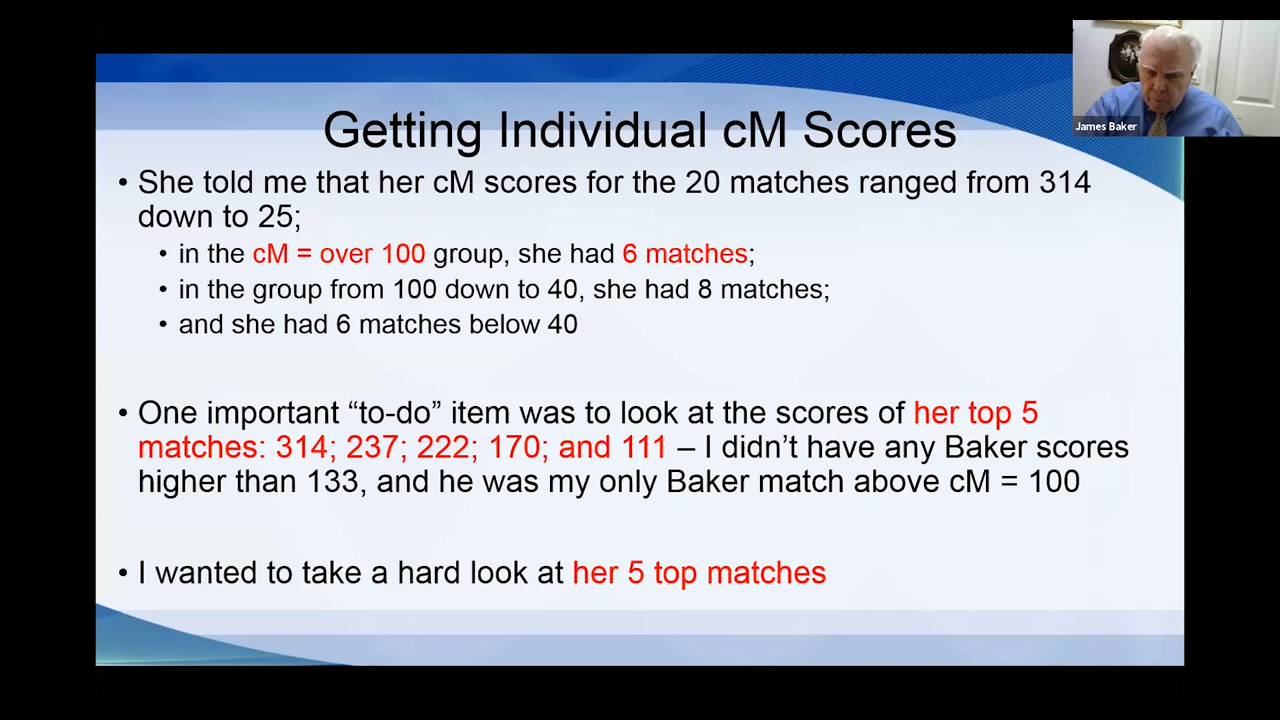 Getting Individual cM Scores
James Baker
• She told me that her cM scores for the 20 matches ranged from 314
down to 25;
• in the cM = over 100 group, she had 6 matches;
• in the group from 100 down to 40, she had 8 matches;
• and she had 6 matches below 40
• One important “to-do” item was to look at the scores of her top 5
matches: 314; 237; 222; 170; and 111 – I didn’t have any Baker scores
higher than 133, and he was my only Baker match above cM = 100
• I wanted to take a hard look at her 5 top matches